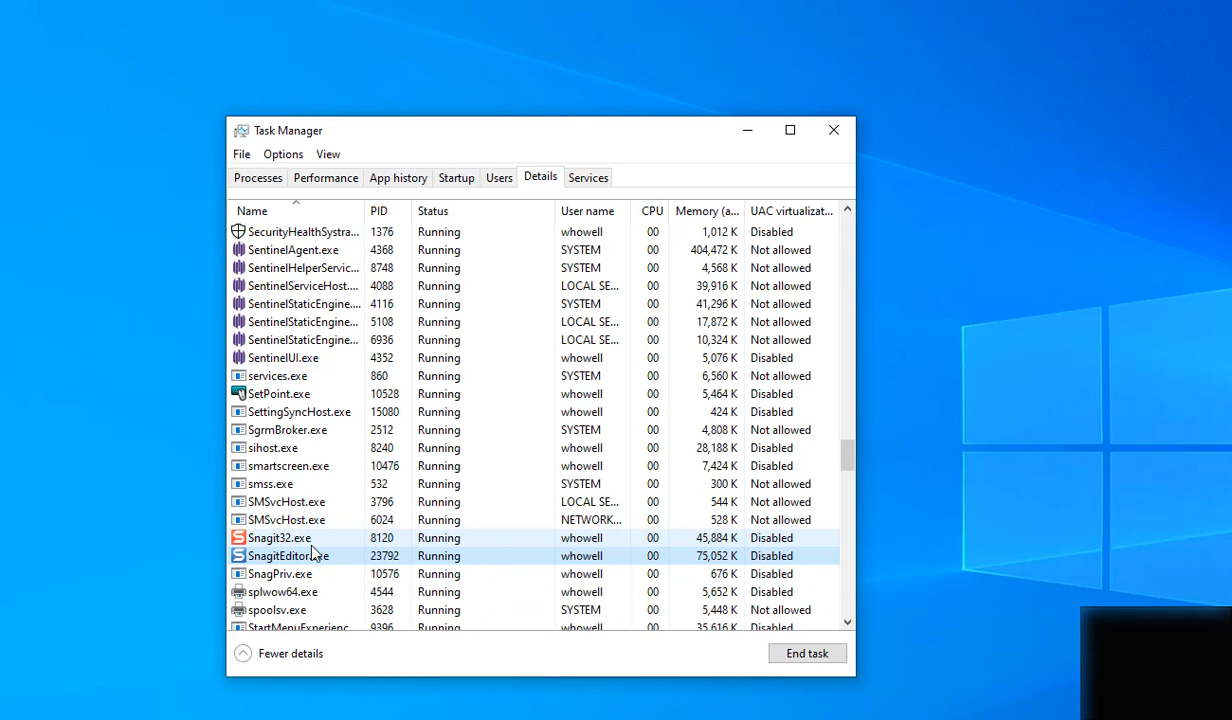 Task Manager
File Options View
Processes Performance App history Startup Users Details Services
Name PID Status User name CPU Memory (a... UAC virtualizat...
SecurityHealthSystra... 1376 Running whowell 00 1,012 K Disabled
SentinelAgent.exe 4368 Running SYSTEM 00 404,472 K Not allowed
SentinelHelperServic... 8748 Running SYSTEM 00 4,568 K Not allowed
SentinelServiceHost.... 4088 Running LOCAL SE... 00 39,916 K Not allowed
SentinelStaticEngine... 4116 Running SYSTEM 00 41,296 K Not allowed
SentinelStaticEngine... 5108 Running LOCAL SE... 00 17,872 K Not allowed
SentinelStaticEngine... 6936 Running LOCAL SE... 00 10,324 K Not allowed
SentinelUI.exe 4352 Running whowell 00 5,076 K Disabled
services.exe 860 Running SYSTEM 00 6,560 K Not allowed
SetPoint.exe 10528 Running whowell 00 5,464 K Disabled
SettingSyncHost.exe 15080 Running whowell 00 424 K Disabled
SgrmBroker.exe 2512 Running SYSTEM 00 4,808 K Not allowed
sihost.exe 8240 Running whowell 00 28,188 K Disabled
smartscreen.exe 10476 Running whowell 00 7,424 K Disabled
smss.exe 532 Running SYSTEM 00 300 K Not allowed
SMSvcHost.exe 3796 Running LOCAL SE... 00 544 K Not allowed
SMSvcHost.exe 6024 Running NETWORK... 00 528 K Not allowed
Snagit32.exe 8120 Running whowell 00 45,884 K Disabled
SnagitEditor.exe 23792 Running whowell 00 75,052 K Disabled
SnagPriv.exe 10576 Running whowell 00 676 K Disabled
splwow64.exe 4544 Running whowell 00 5,652 K Disabled
spoolsv.exe 3628 Running SYSTEM 00 5,448 K Not allowed
StartMenuExperienc... 9396 Running whowell 00 35,616 K Disabled
Fewer details End task